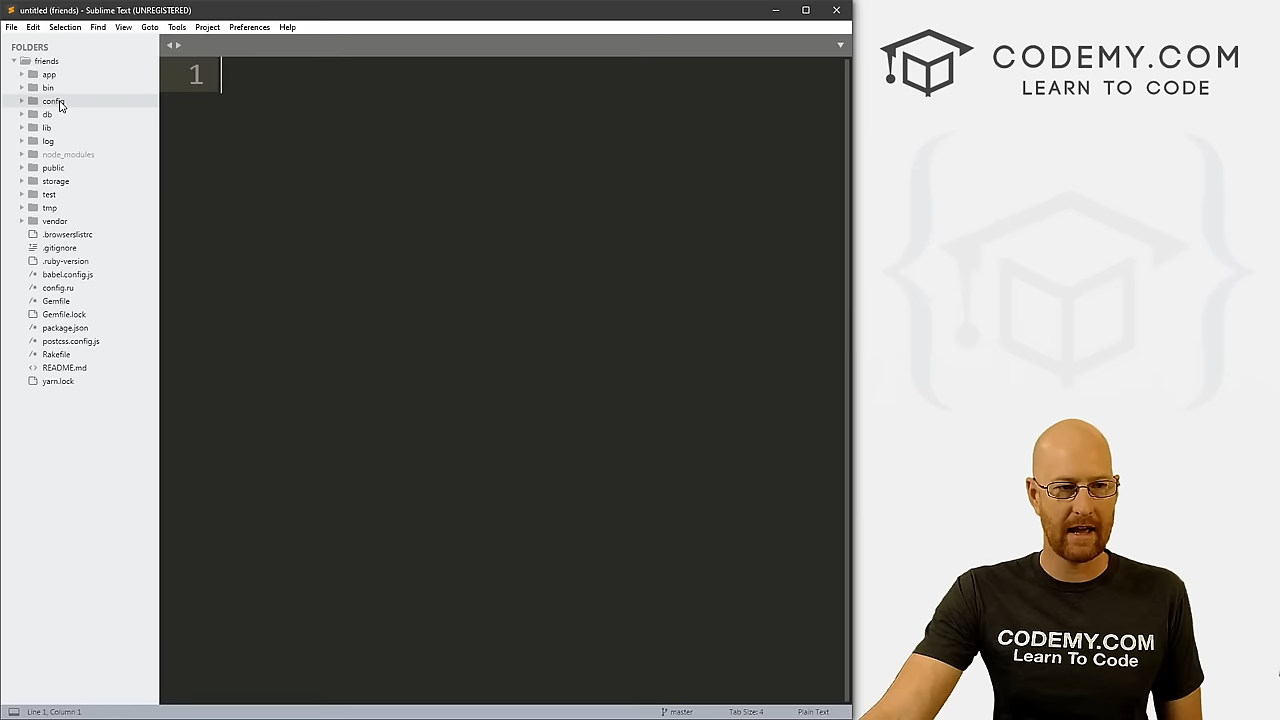 untitled (friends) - Sublime Text (UNREGISTERED)
File Edit Selection Find View Goto Tools Project Preferences Help
FOLDERS
friends
app
bin
config
db
lib
log
node_modules
public
storage
test
tmp
vendor
.browserslistrc
.gitignore
.ruby-version
babel.config.js
config.ru
Gemfile
Gemfile.lock
package.json
postcss.config.js
Rakefile
README.md
yarn.lock
1
Line 1, Column 1
master
Tab Size: 4
Plain Text
CODEMY.COM
LEARN TO CODE
CODEMY.COM
Learn To Code